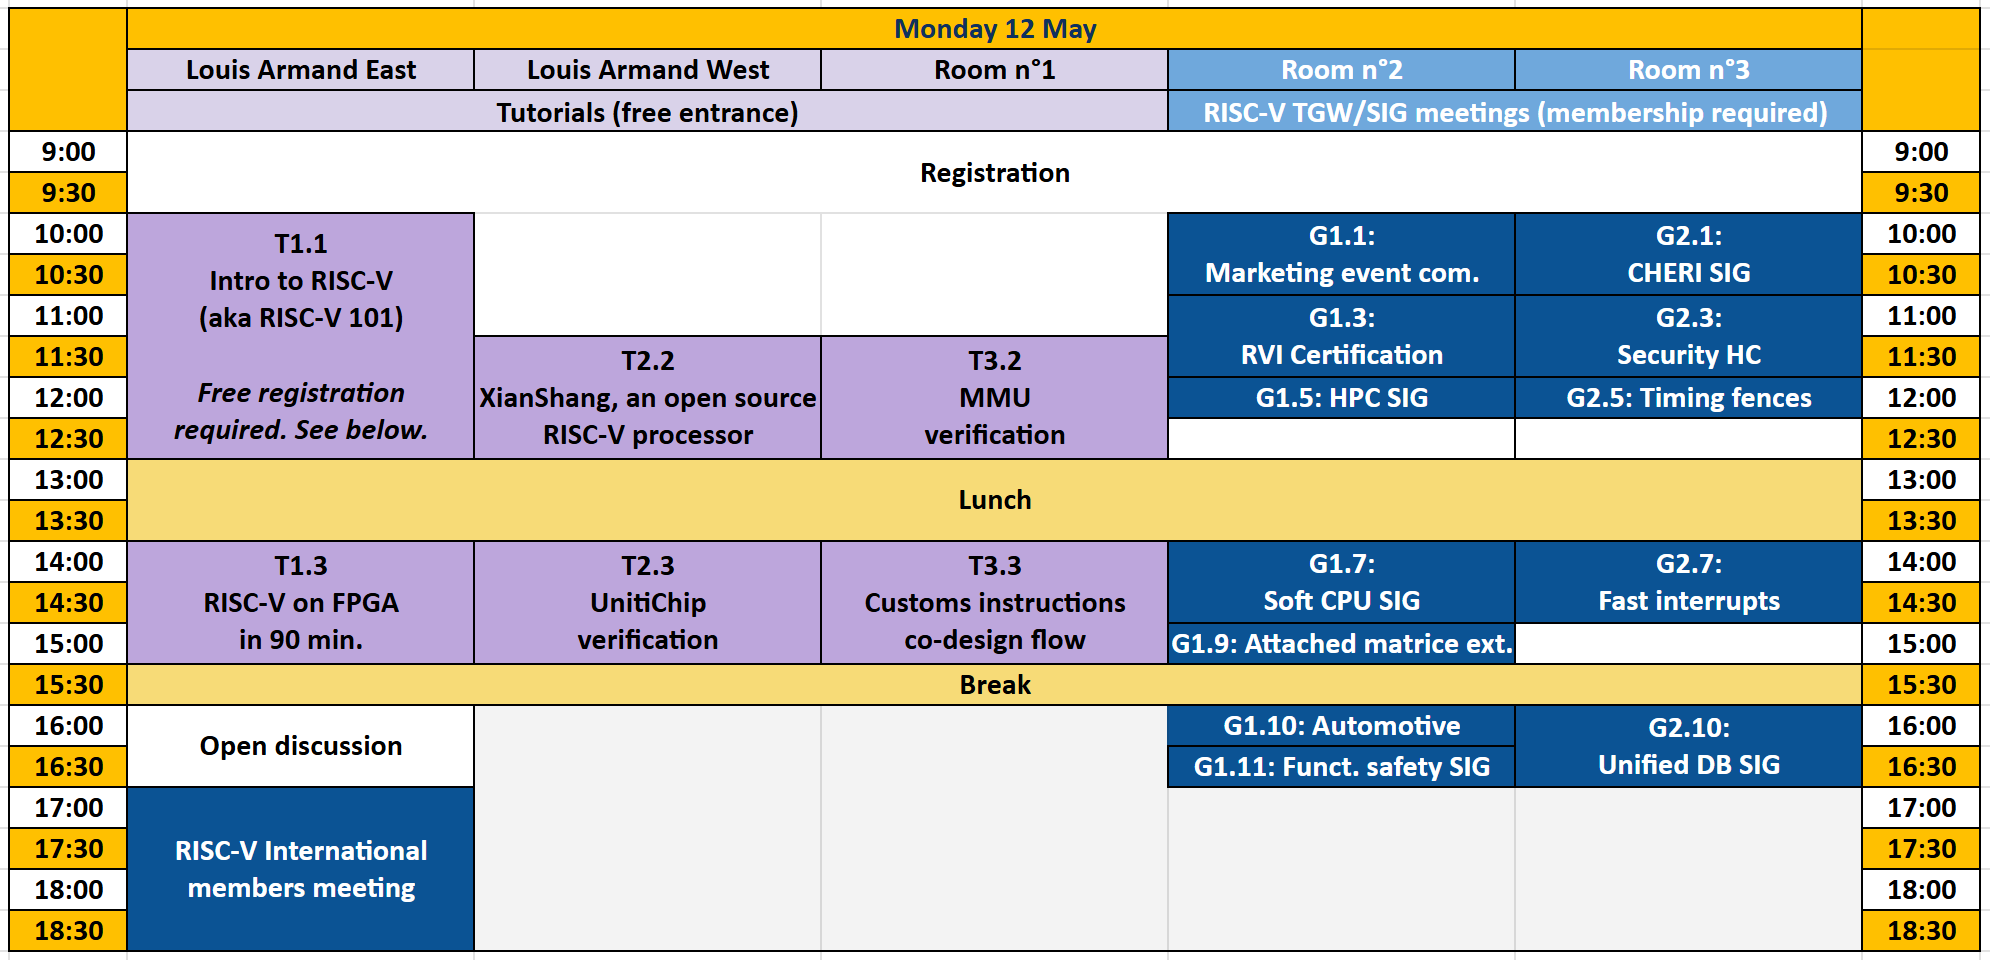 Monday 12 May
Louis Armand East
Louis Armand West
Room n°1
Room n°2
Room n°3
Tutorials (free entrance)
RISC-V TGW/SIG meetings (membership required)
9:00
9:00
Registration
9:30
9:30
10:00
T1.1
Intro to RISC-V
(aka RISC-V 101)
Free registration
required. See below.
G1.1:
Marketing event com.
G2.1:
CHERI SIG
10:00
10:30
10:30
11:00
G1.3:
RVI Certification
G2.3:
Security HC
11:00
11:30
T2.2
XianShang, an open source
RISC-V processor
T3.2
MMU
verification
11:30
12:00
G1.5: HPC SIG
G2.5: Timing fences
12:00
12:30
12:30
13:00
Lunch
13:00
13:30
13:30
14:00
T1.3
RISC-V on FPGA
in 90 min.
T2.3
UnitiChip
verification
T3.3
Customs instructions
co-design flow
G1.7:
Soft CPU SIG
G2.7:
Fast interrupts
14:00
14:30
14:30
15:00
G1.9: Attached matrice ext.
15:00
15:30
Break
15:30
16:00
Open discussion
G1.10: Automotive
G2.10:
Unified DB SIG
16:00
16:30
G1.11: Funct. safety SIG
16:30
17:00
RISC-V International
members meeting
17:00
17:30
17:30
18:00
18:00
18:30
18:30